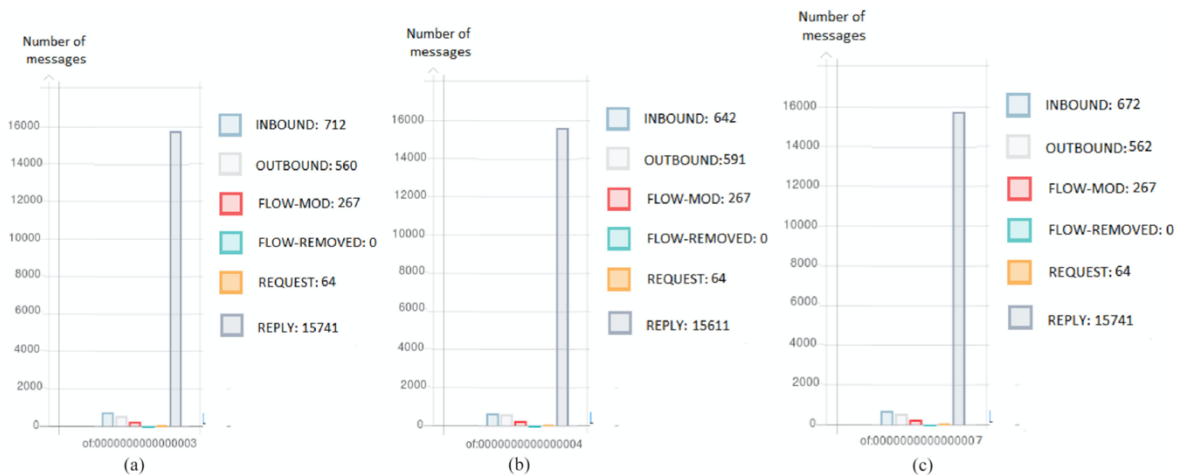 Number of
messages
16000
14000
12000
10000
8000
6000
4000
2000
0
of:0000000000000003
INBOUND: 712
OUTBOUND: 560
FLOW-MOD: 267
FLOW-REMOVED: 0
REQUEST: 64
REPLY: 15741
(a)
Number of
messages
16000
14000
12000
10000
8000
6000
4000
2000
0
of:0000000000000004
INBOUND: 642
OUTBOUND:591
FLOW-MOD: 267
FLOW-REMOVED: 0
REQUEST: 64
REPLY: 15611
(b)
Number of
messages
16000
14000
12000
10000
8000
6000
4000
2000
0
of:0000000000000007
INBOUND: 672
OUTBOUND: 562
FLOW-MOD: 267
FLOW-REMOVED: 0
REQUEST: 64
REPLY: 15741
(c)